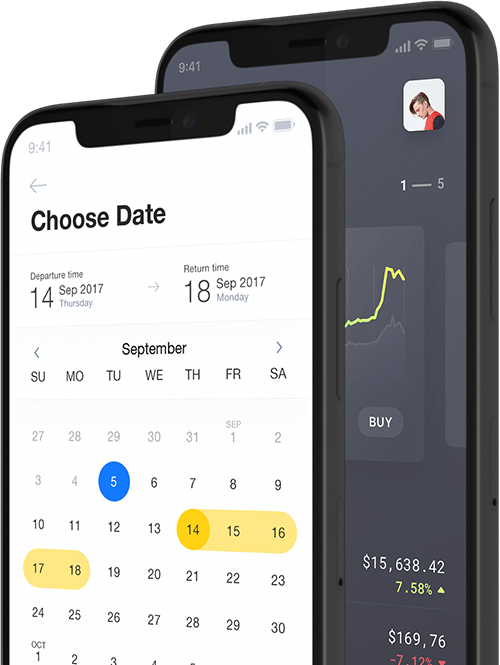 9:41
Choose Date
Departure time
14 Sep 2017
Thursday
Return time
18 Sep 2017
Monday
September
SU MO TU WE TH FR SA
27 28 29 30 31 SEP 1 2
3 4 5 6 7 8 9
10 11 12 13 14 15 16
17 18 19 20 21 22 23
24 25 26 27 28 29 30
OCT
1 2 3 4 5 6 7
9:41
1 — 5
BUY
$15,638.42
7.58%
$169,76
-7.12%